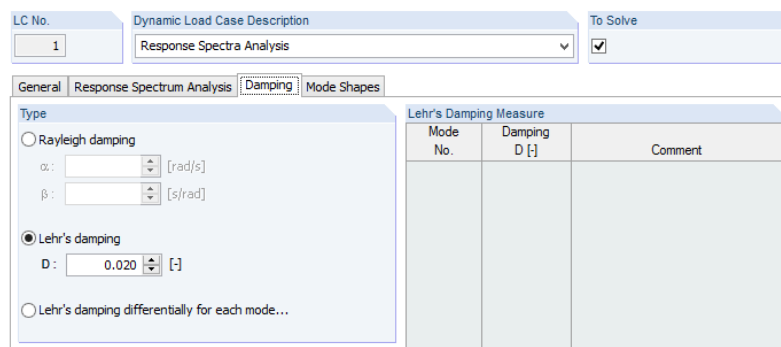 LC No.
Dynamic Load Case Description
To Solve
1
Response Spectra Analysis
General
Response Spectrum Analysis
Damping
Mode Shapes
Type
Rayleigh damping
α:
[rad/s]
β:
[s/rad]
Lehr's damping
D:
0.020
[-]
Lehr's damping differentially for each mode...
Lehr's Damping Measure
Mode
No.
Damping
D [-]
Comment